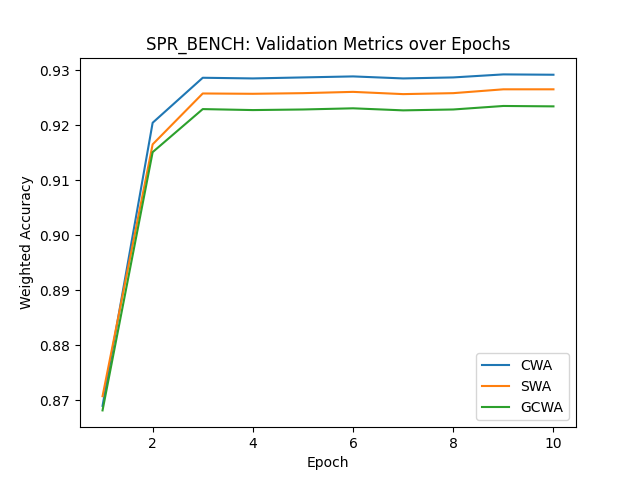 SPR_BENCH: Validation Metrics over Epochs
Weighted Accuracy
0.93
0.92
0.91
0.90
0.89
0.88
0.87
CWA
SWA
GCWA
2 4 6 8 10
Epoch